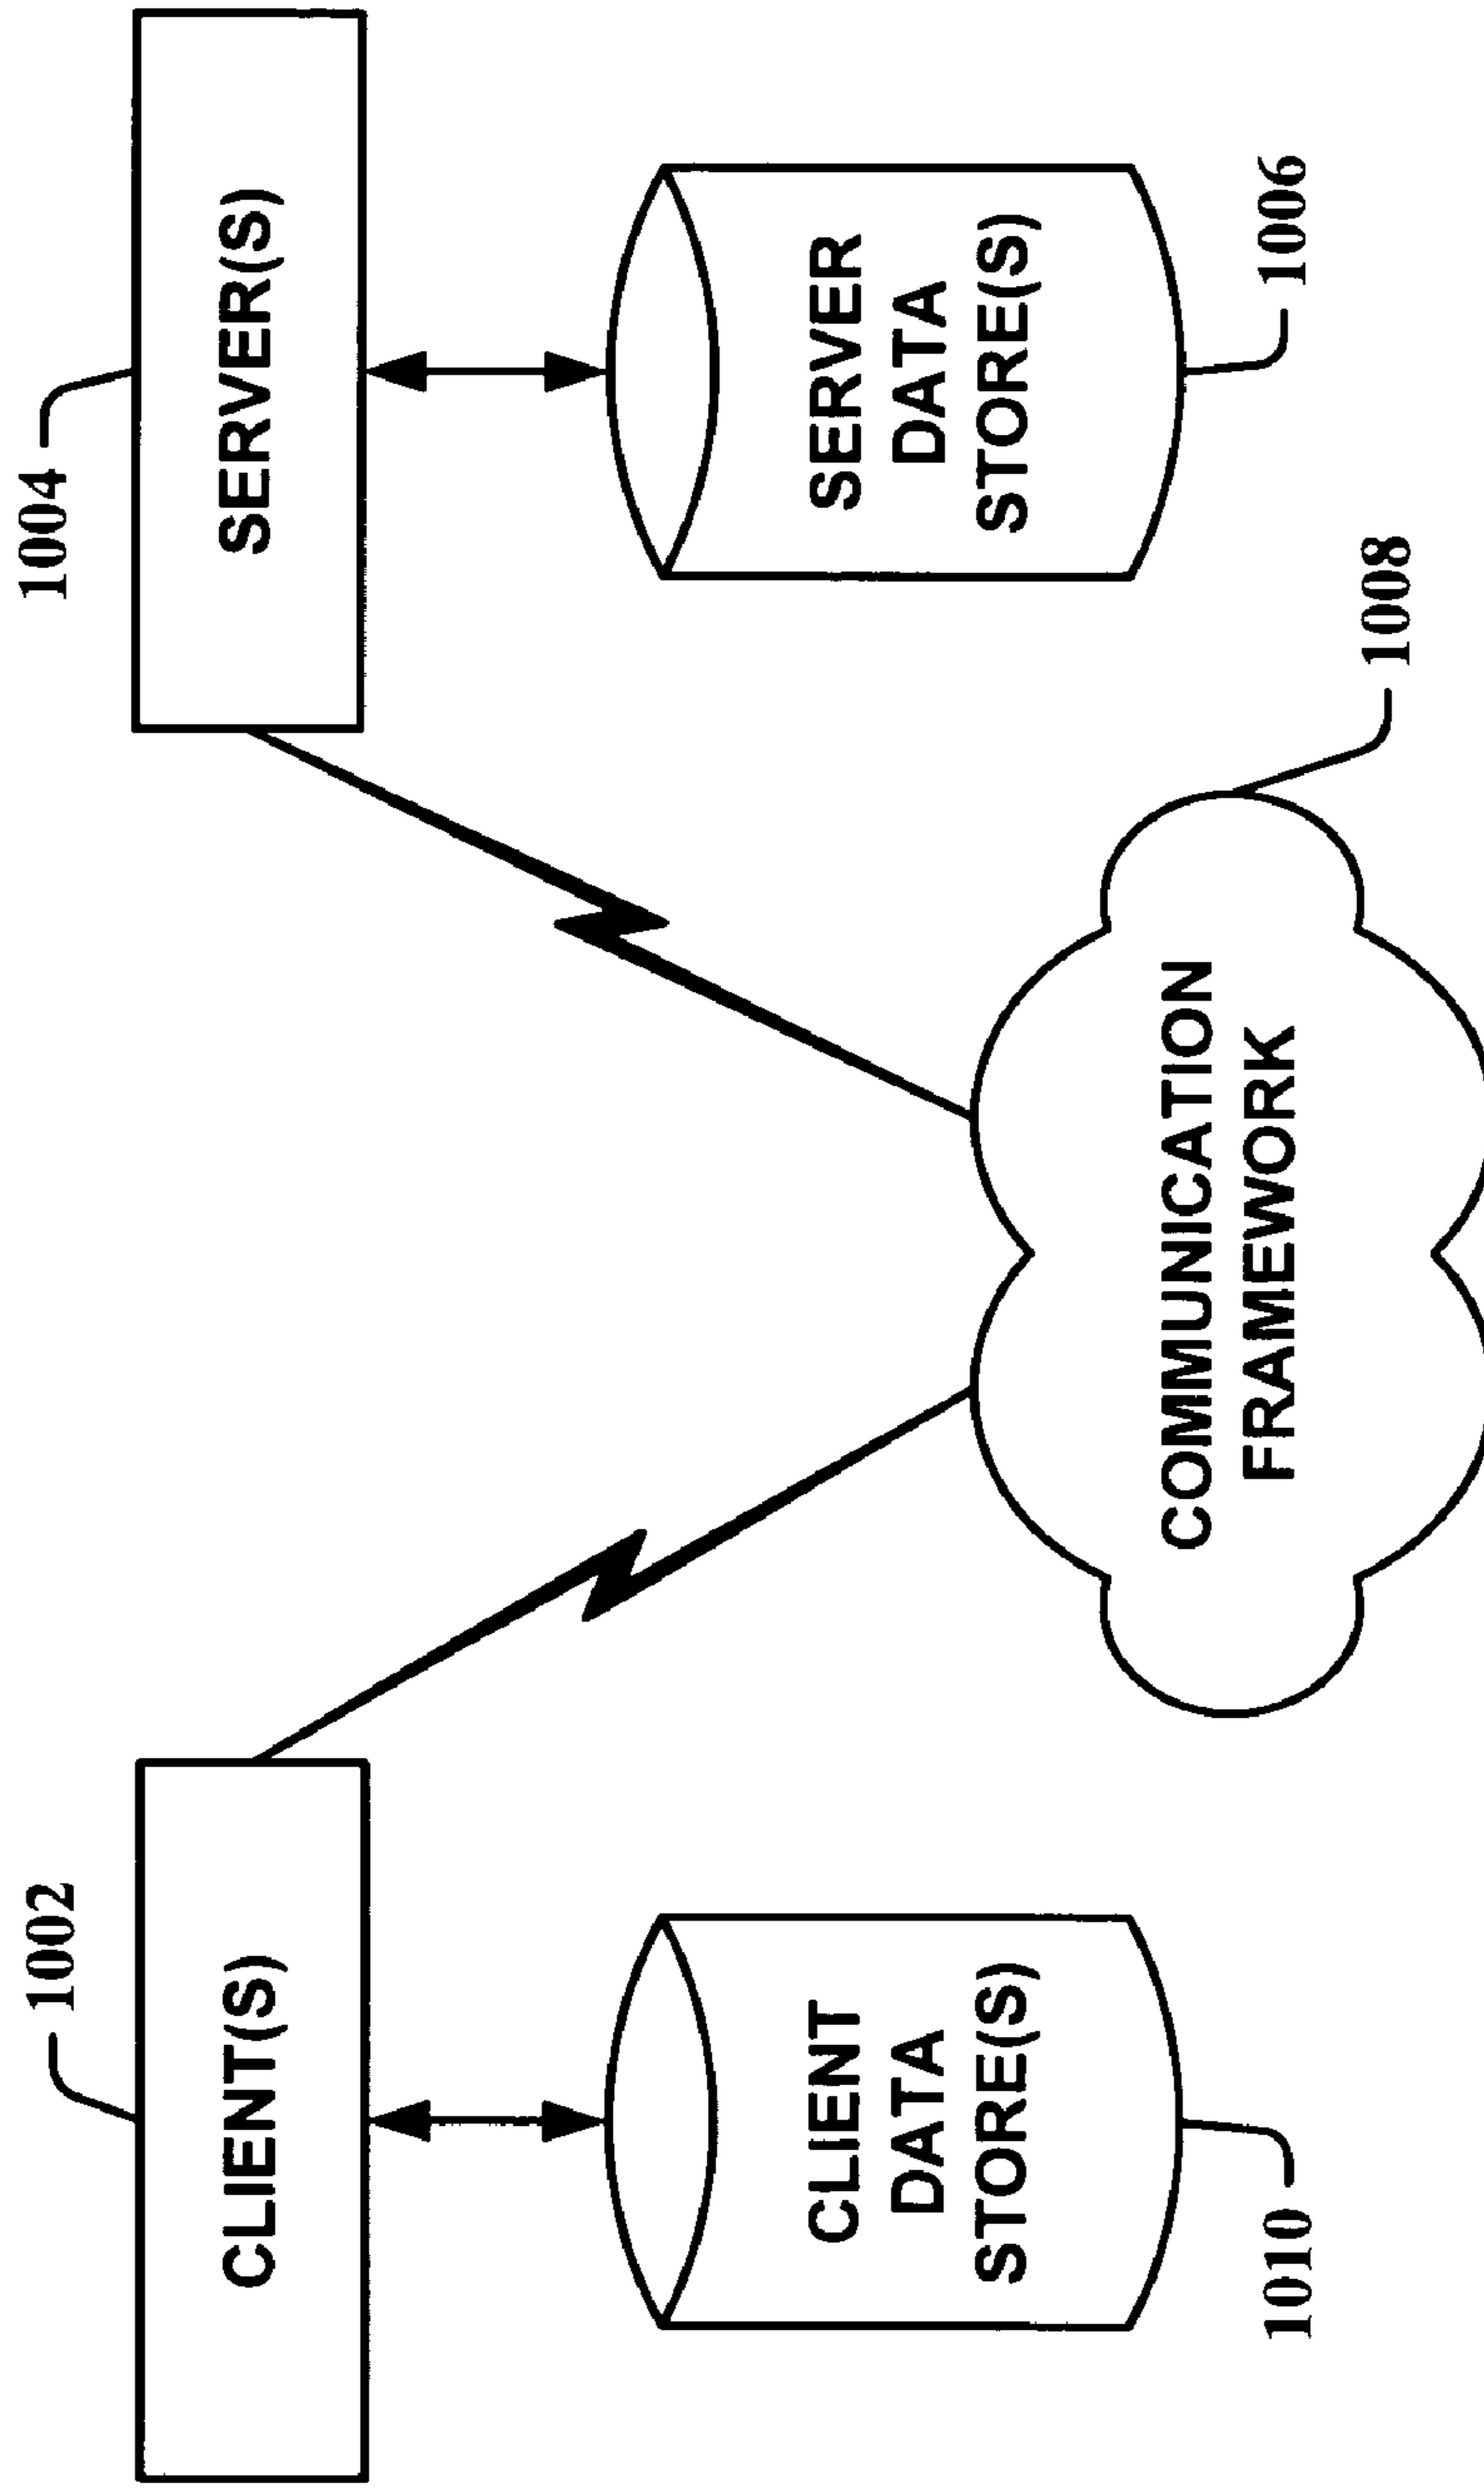 1002
1004
CLIENT(S)
SERVER(S)
CLIENT
DATA
STORE(S)
SERVER
DATA
STORE(S)
1010
1006
COMMUNICATION
FRAMEWORK
1008